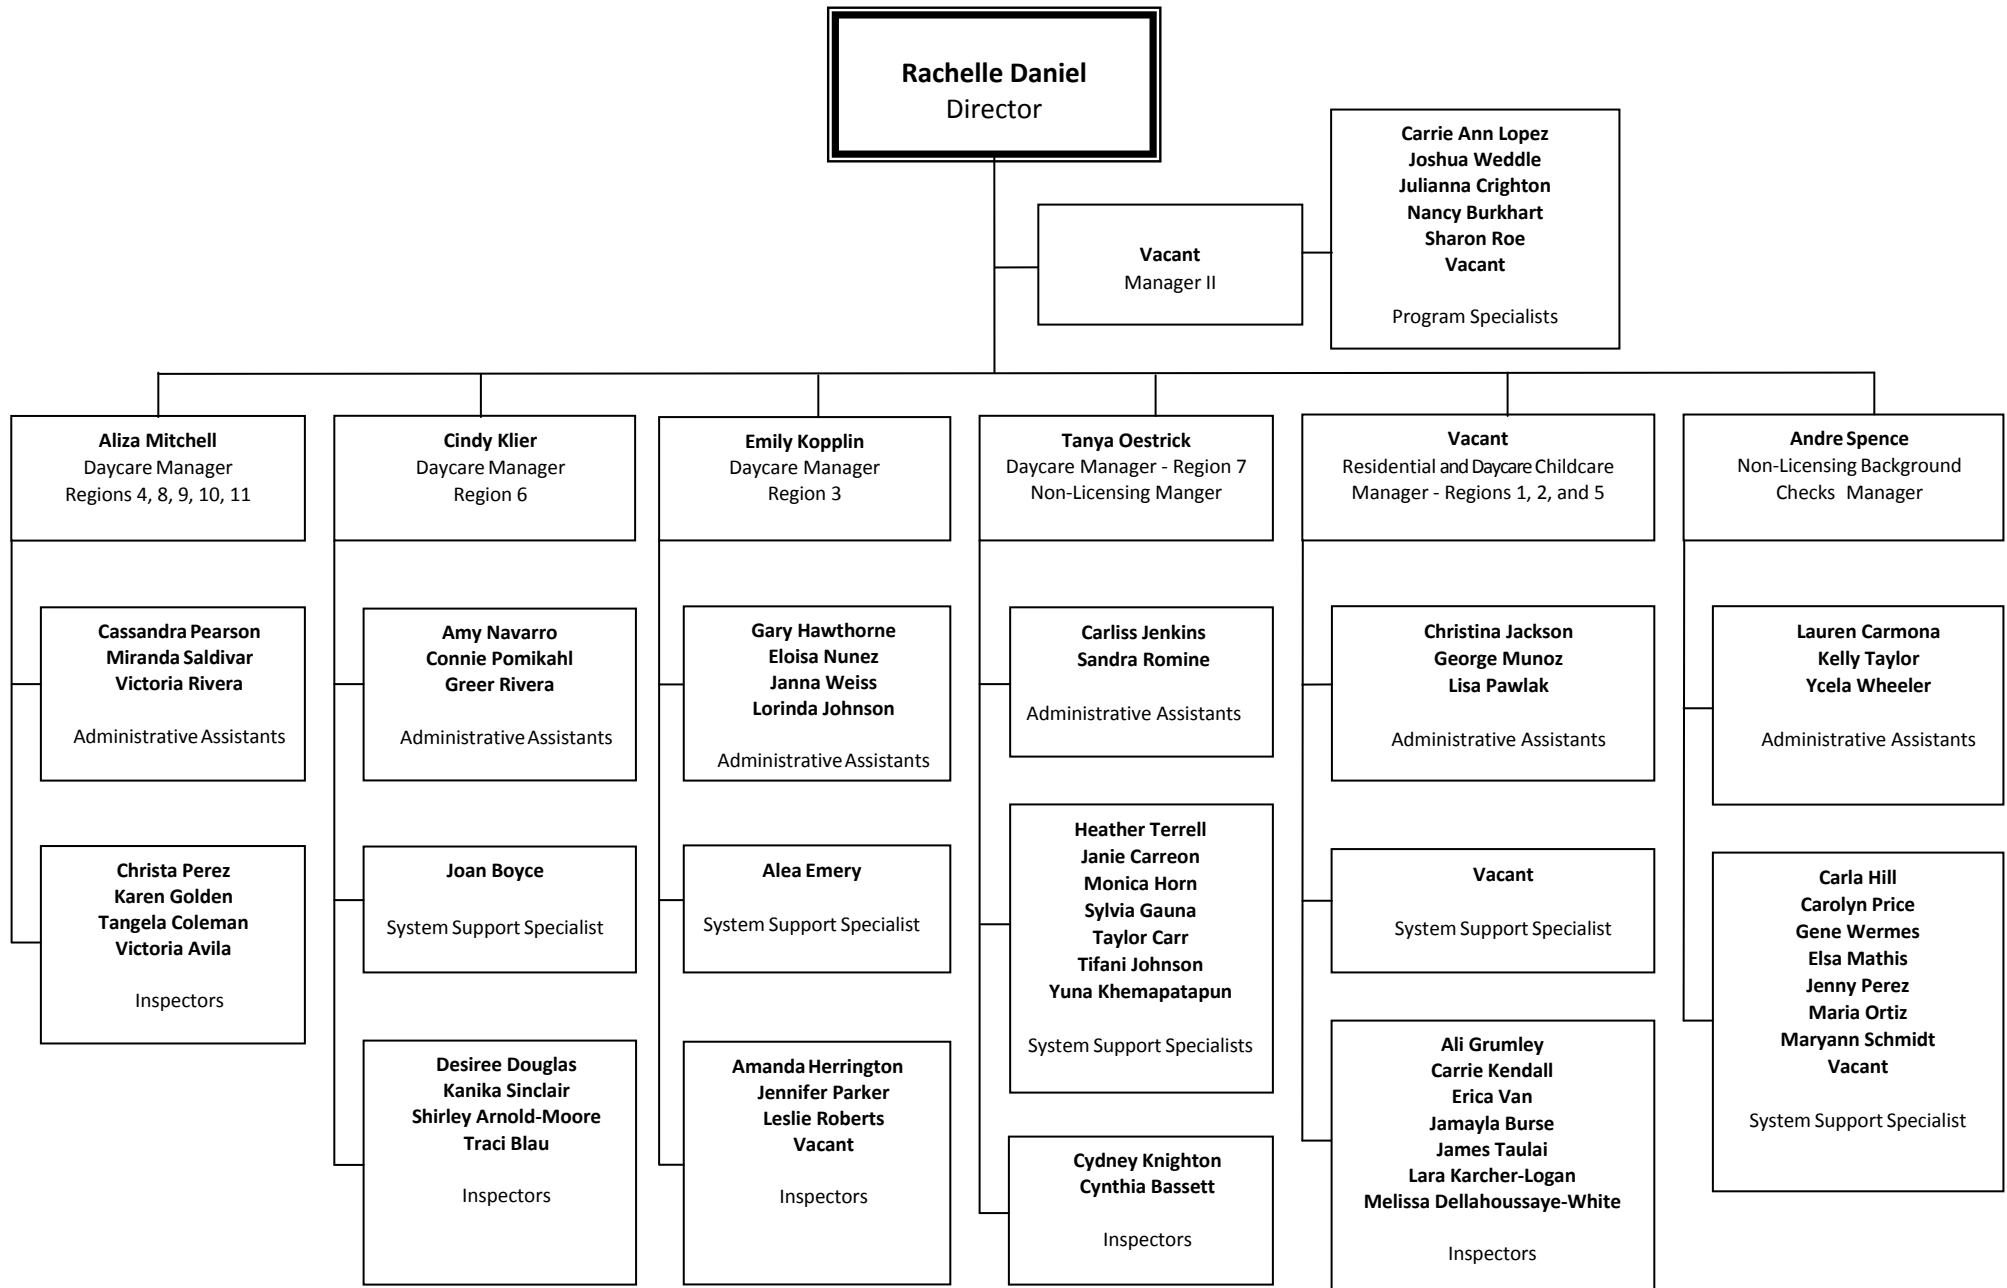 Rachelle Daniel
Director
Carrie Ann Lopez
Joshua Weddle
Julianna Crighton
Nancy Burkhart
Sharon Roe
Vacant
Program Specialists
Vacant
Manager II
Aliza Mitchell
Daycare Manager
Regions 4, 8, 9, 10, 11
Cassandra Pearson
Miranda Saldivar
Victoria Rivera
Administrative Assistants
Christa Perez
Karen Golden
Tangela Coleman
Victoria Avila
Inspectors
Cindy Klier
Daycare Manager
Region 6
Amy Navarro
Connie Pomikahl
Greer Rivera
Administrative Assistants
Joan Boyce
System Support Specialist
Desiree Douglas
Kanika Sinclair
Shirley Arnold-Moore
Traci Blau
Inspectors
Emily Kopplin
Daycare Manager
Region 3
Gary Hawthorne
Eloisa Nunez
Janna Weiss
Lorinda Johnson
Administrative Assistants
Alea Emery
System Support Specialist
Amanda Herrington
Jennifer Parker
Leslie Roberts
Vacant
Inspectors
Tanya Oestrick
Daycare Manager - Region 7
Non-Licensing Manger
Carliss Jenkins
Sandra Romine
Administrative Assistants
Heather Terrell
Janie Carreon
Monica Horn
Sylvia Gauna
Taylor Carr
Tifani Johnson
Yuna Khemapatapun
System Support Specialists
Cydney Knighton
Cynthia Bassett
Inspectors
Vacant
Residential and Daycare Childcare
Manager - Regions 1, 2, and 5
Christina Jackson
George Munoz
Lisa Pawlak
Administrative Assistants
Vacant
System Support Specialist
Ali Grumley
Carrie Kendall
Erica Van
Jamayla Burse
James Taulai
Lara Karcher-Logan
Melissa Dellahoussaye-White
Inspectors
Andre Spence
Non-Licensing Background
Checks Manager
Lauren Carmona
Kelly Taylor
Ycela Wheeler
Administrative Assistants
Carla Hill
Carolyn Price
Gene Wermes
Elsa Mathis
Jenny Perez
Maria Ortiz
Maryann Schmidt
Vacant
System Support Specialist